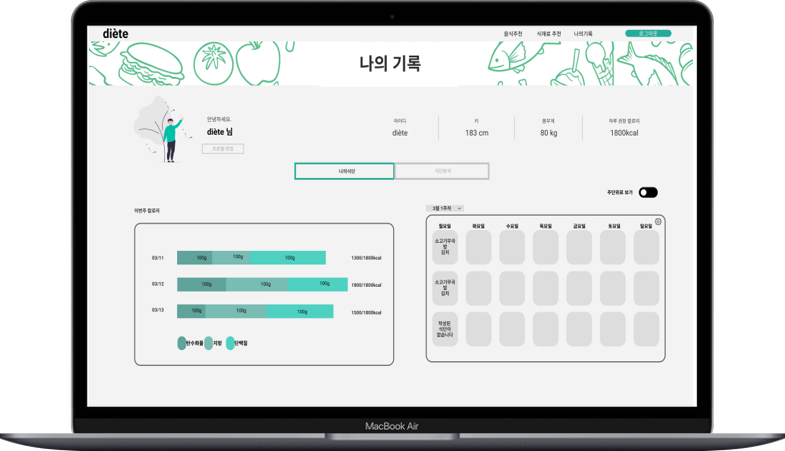 diète
음식추천 식재료 추천 나의기록 로그아웃
나의 기록
안녕하세요.
diète 님
프로필 편집
아이디 키 몸무게 하루 권장 칼로리
diète 183 cm 80 kg 1800kcal
나의식단 식단분석
주단위로 보기
이번주 칼로리
03/11 100g 100g 100g 1300/1800kcal
03/12 100g 100g 100g 1800/1800kcal
03/13 100g 100g 100g 1500/1800kcal
탄수화물 지방 단백질
3월 1주차
월요일 화요일 수요일 목요일 금요일 토요일 일요일
소고기무국
밥
김치
소고기무국
밥
김치
작성된
식단이
없습니다
MacBook Air